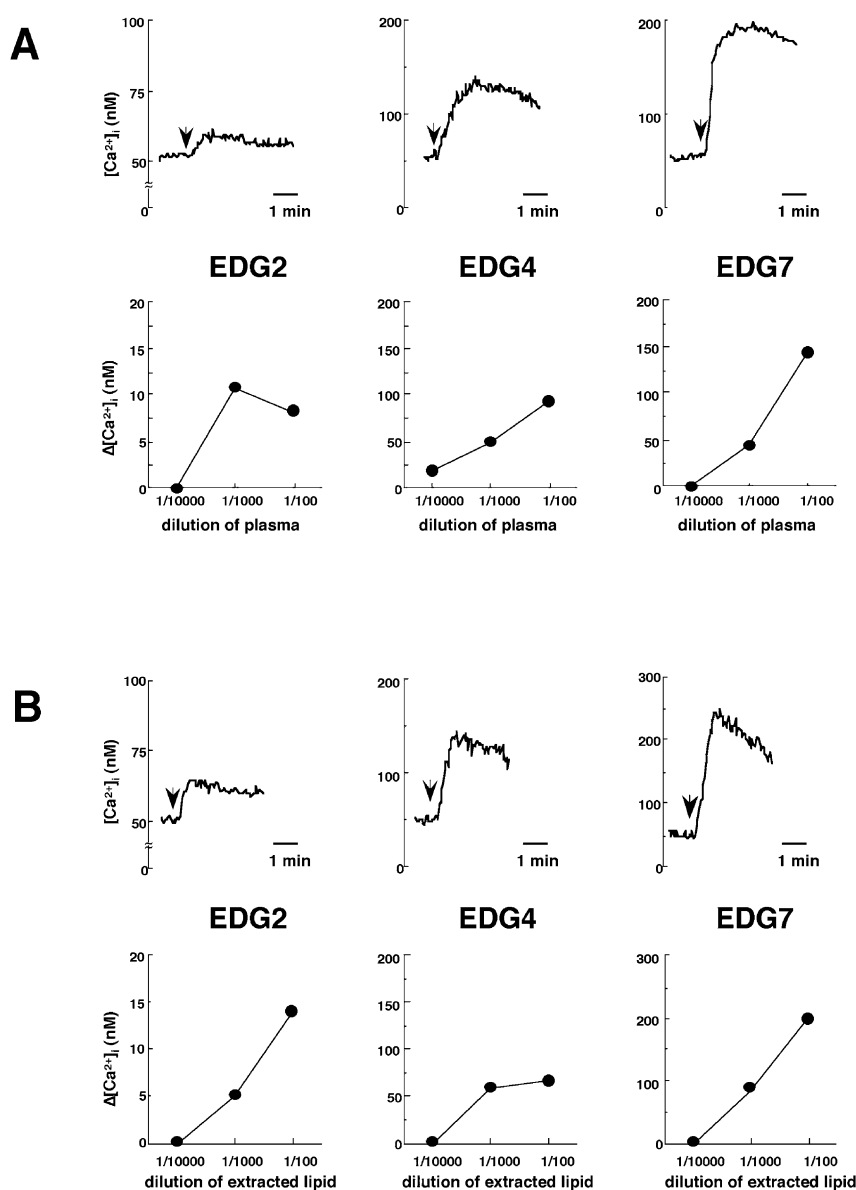 A
[Ca2+]i (nM)
100
75
50
0
1 min
200
100
0
1 min
200
100
0
1 min
EDG2
EDG4
EDG7
Δ[Ca2+]i (nM)
20
15
10
5
0
1/10000 1/1000 1/100
dilution of plasma
200
150
100
50
0
1/10000 1/1000 1/100
dilution of plasma
200
150
100
50
0
1/10000 1/1000 1/100
dilution of plasma
B
[Ca2+]i (nM)
100
75
50
0
1 min
200
100
0
1 min
300
200
100
0
1 min
EDG2
EDG4
EDG7
Δ[Ca2+]i (nM)
20
15
10
5
0
1/10000 1/1000 1/100
dilution of extracted lipid
200
150
100
50
0
1/10000 1/1000 1/100
dilution of extracted lipid
300
200
100
0
1/10000 1/1000 1/100
dilution of extracted lipid